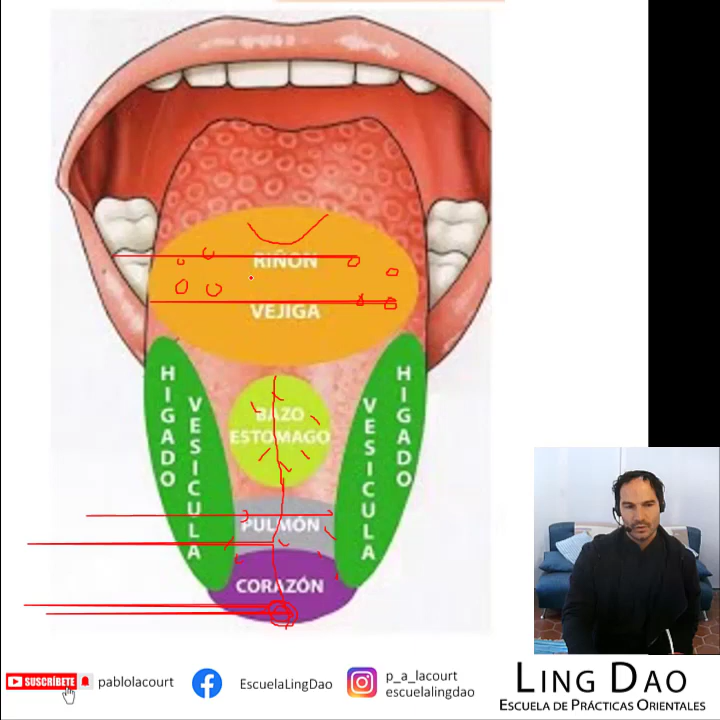 RIÑON
VEJIGA
HIGADO
VESICULA
BAZO
ESTOMAGO
VESICULA
HIGADO
PULMÓN
CORAZÓN
SUSCRÍBETE
pablolacourt
EscuelaLingDao
p_a_lacourt
escuelalingdao
LING DAO
ESCUELA DE PRÁCTICAS ORIENTALES